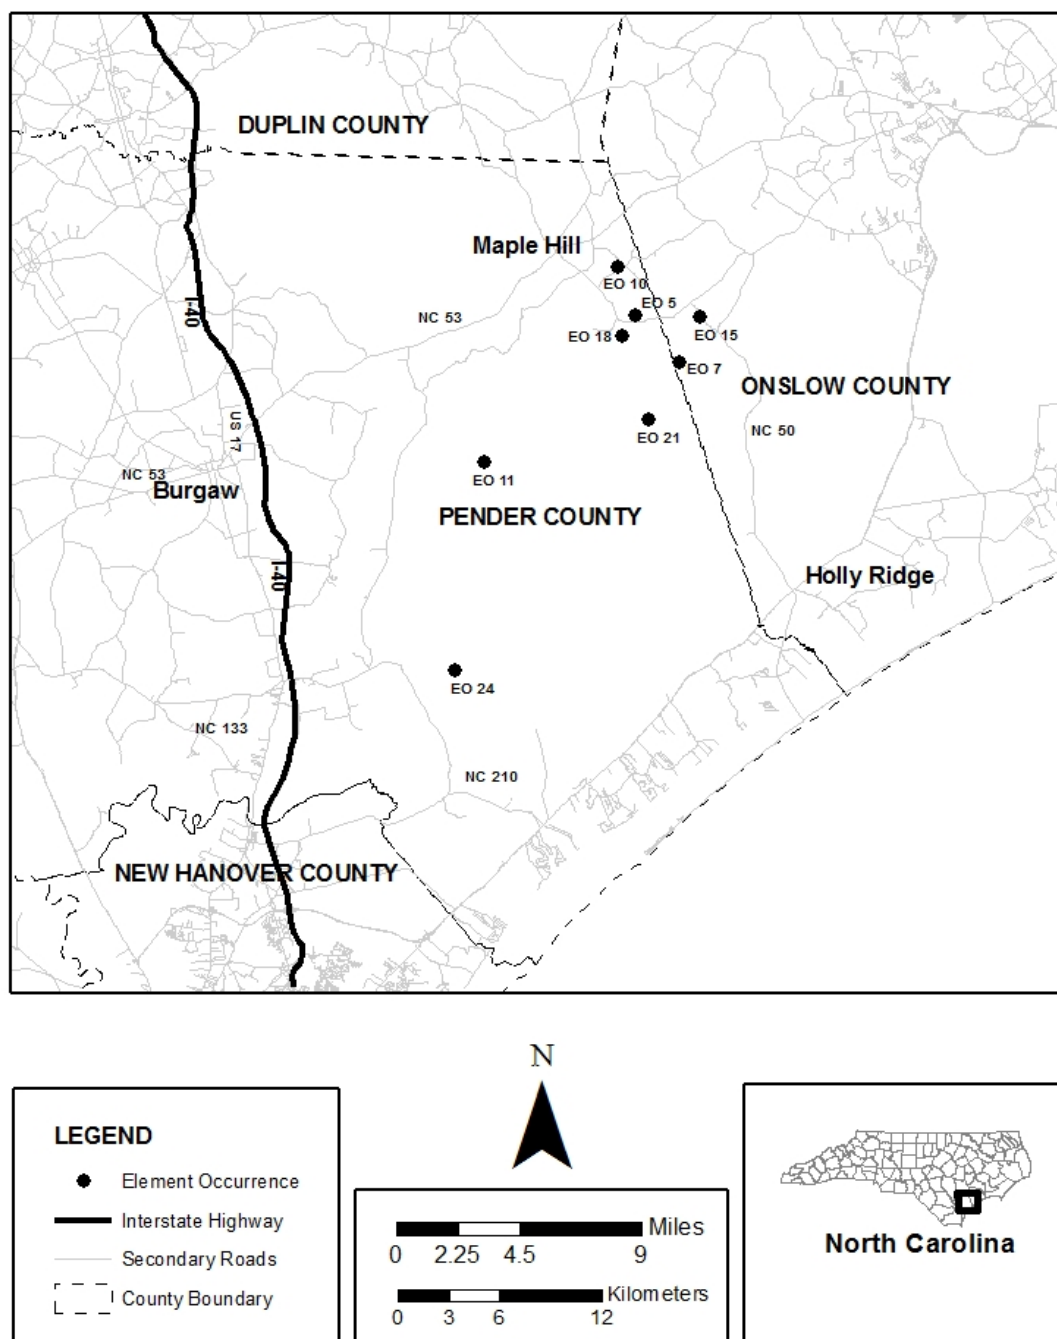 DUPLIN COUNTY
Maple Hill
EO 10
EO 5
NC 53
I-40
EO 18
EO 15
EO 7
ONSLOW COUNTY
US 17
NC 50
EO 21
NC 53
EO 11
Burgaw
PENDER COUNTY
I-40
Holly Ridge
EO 24
NC 133
NC 210
NEW HANOVER COUNTY
N
LEGEND
Element Occurrence
Interstate Highway
Secondary Roads
County Boundary
Miles
0 2.25 4.5 9
Kilometers
0 3 6 12
North Carolina